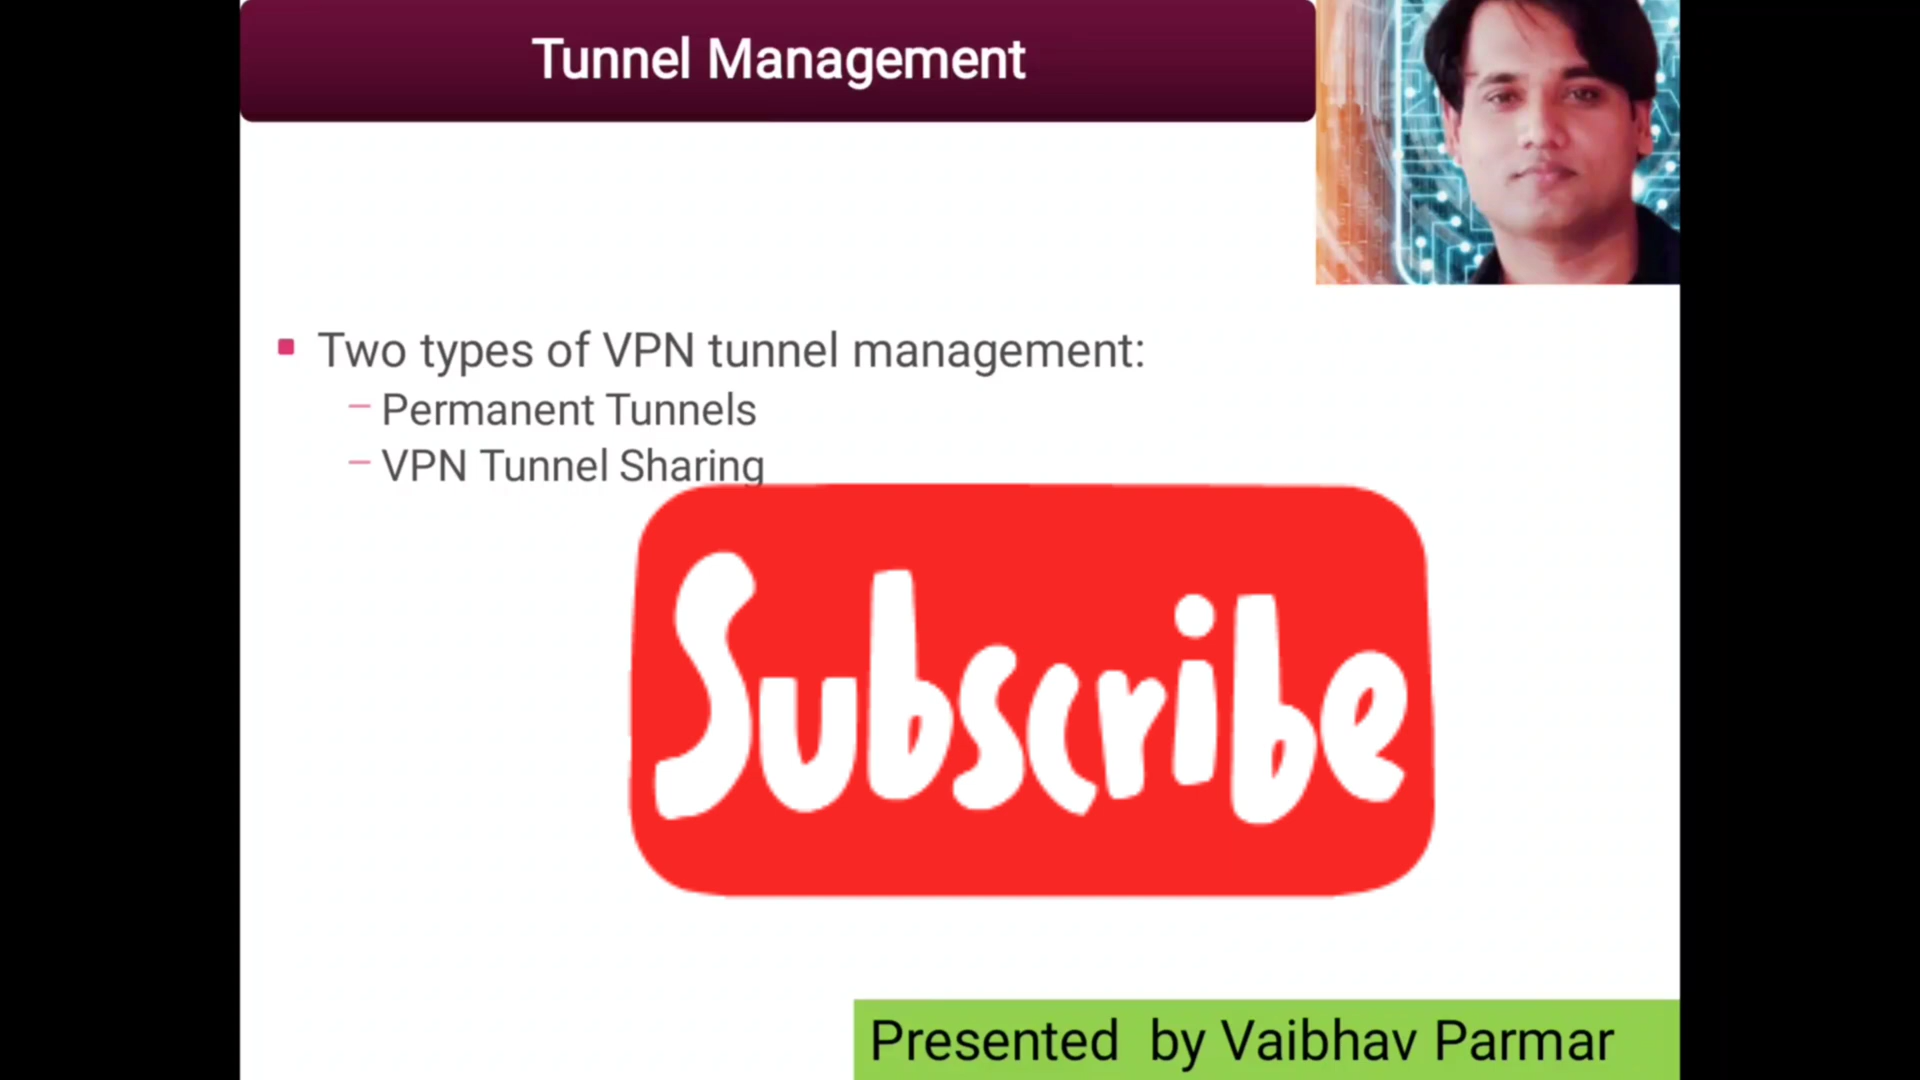 Tunnel Management
Two types of VPN tunnel management:
– Permanent Tunnels
– VPN Tunnel Sharing
Subscribe
Presented by Vaibhav Parmar